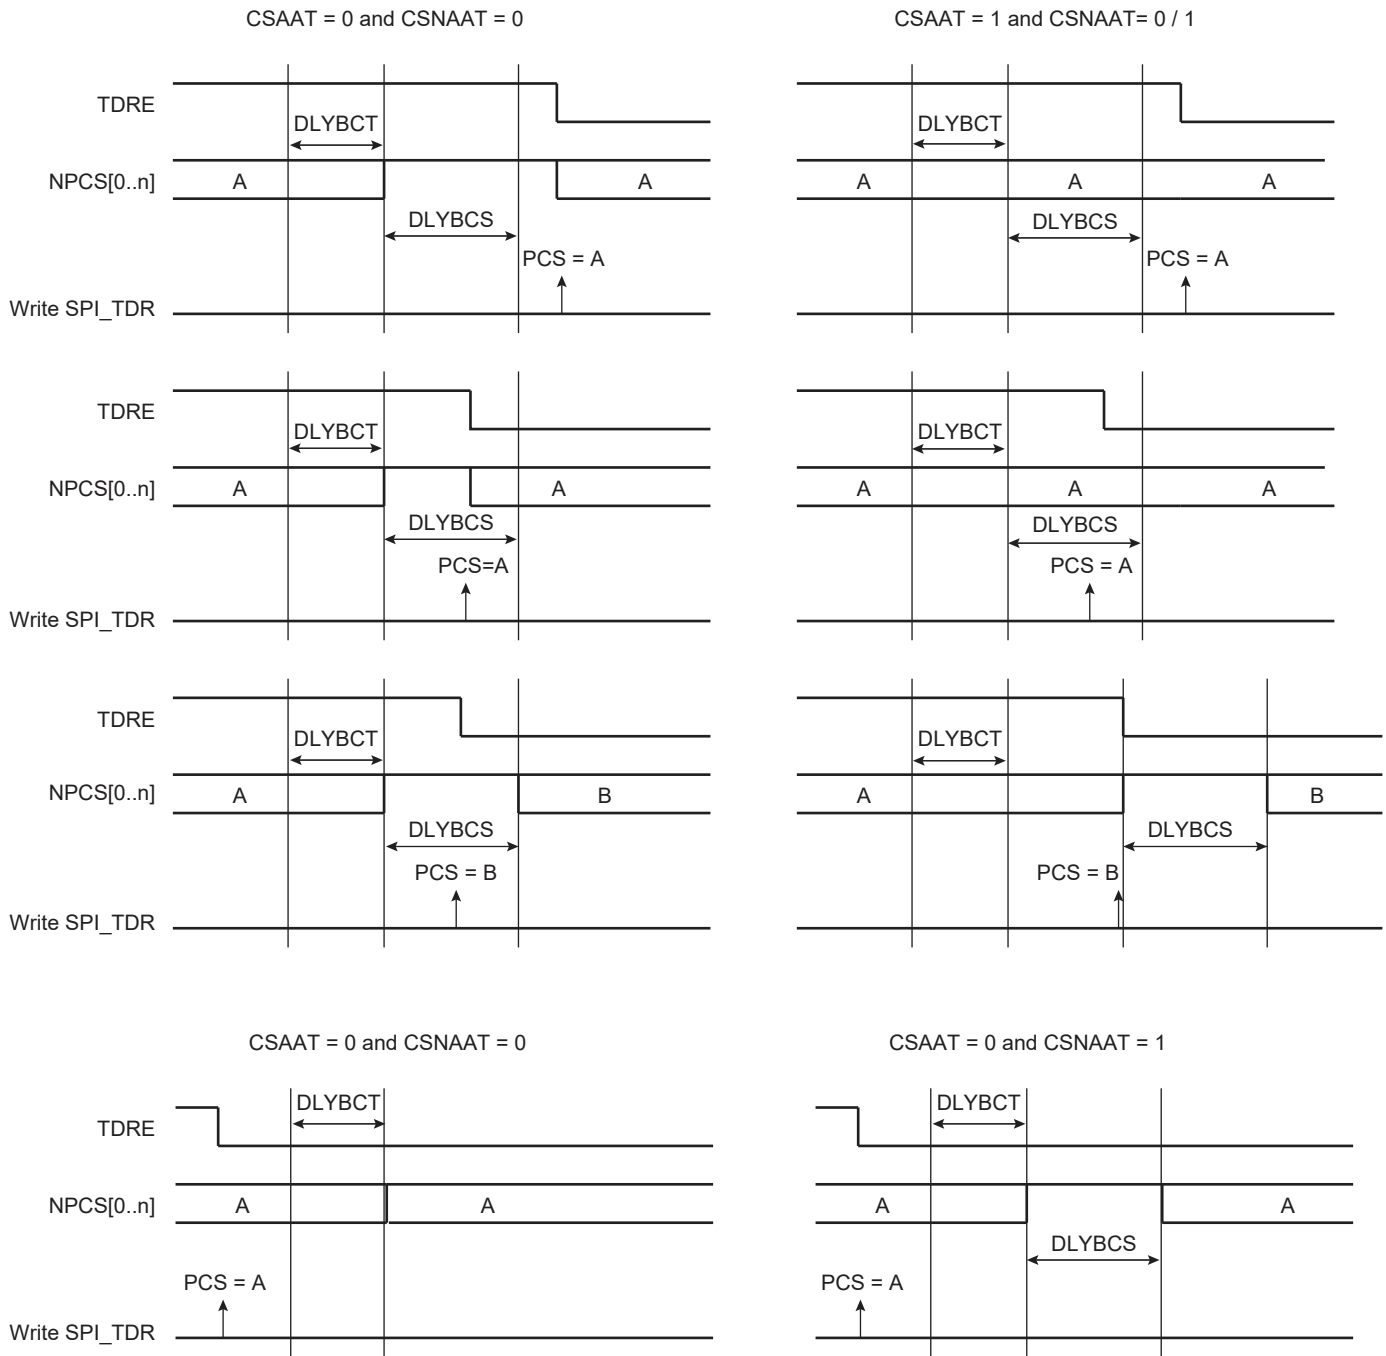 CSAAT = 0 and CSNAAT = 0
CSAAT = 1 and CSNAAT= 0 / 1
TDRE
DLYBCT
DLYBCT
NPCS[0..n]
A
A
A
A
A
DLYBCS
DLYBCS
PCS = A
PCS = A
Write SPI_TDR
TDRE
DLYBCT
DLYBCT
NPCS[0..n]
A
A
A
A
A
DLYBCS
DLYBCS
PCS=A
PCS = A
Write SPI_TDR
TDRE
DLYBCT
DLYBCT
NPCS[0..n]
A
B
A
B
DLYBCS
DLYBCS
PCS = B
PCS = B
Write SPI_TDR
CSAAT = 0 and CSNAAT = 0
CSAAT = 0 and CSNAAT = 1
DLYBCT
DLYBCT
TDRE
NPCS[0..n]
A
A
A
A
DLYBCS
PCS = A
PCS = A
Write SPI_TDR